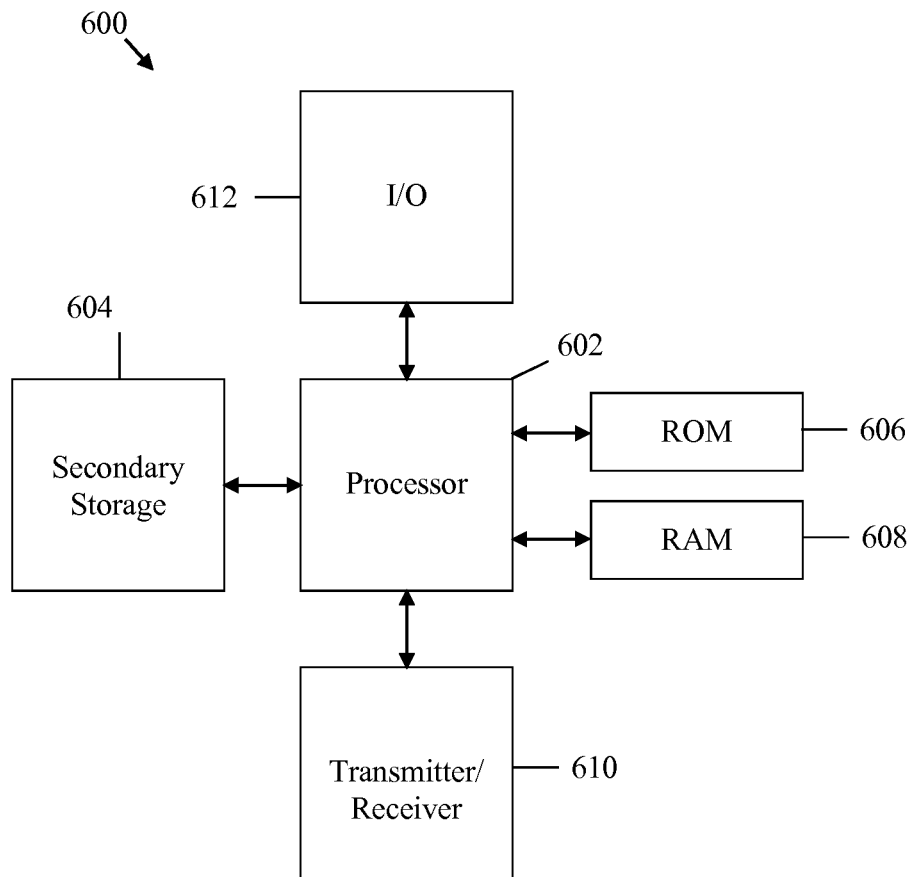 600
I/O
612
604
602
Secondary
Storage
Processor
ROM
606
RAM
608
Transmitter/
Receiver
610